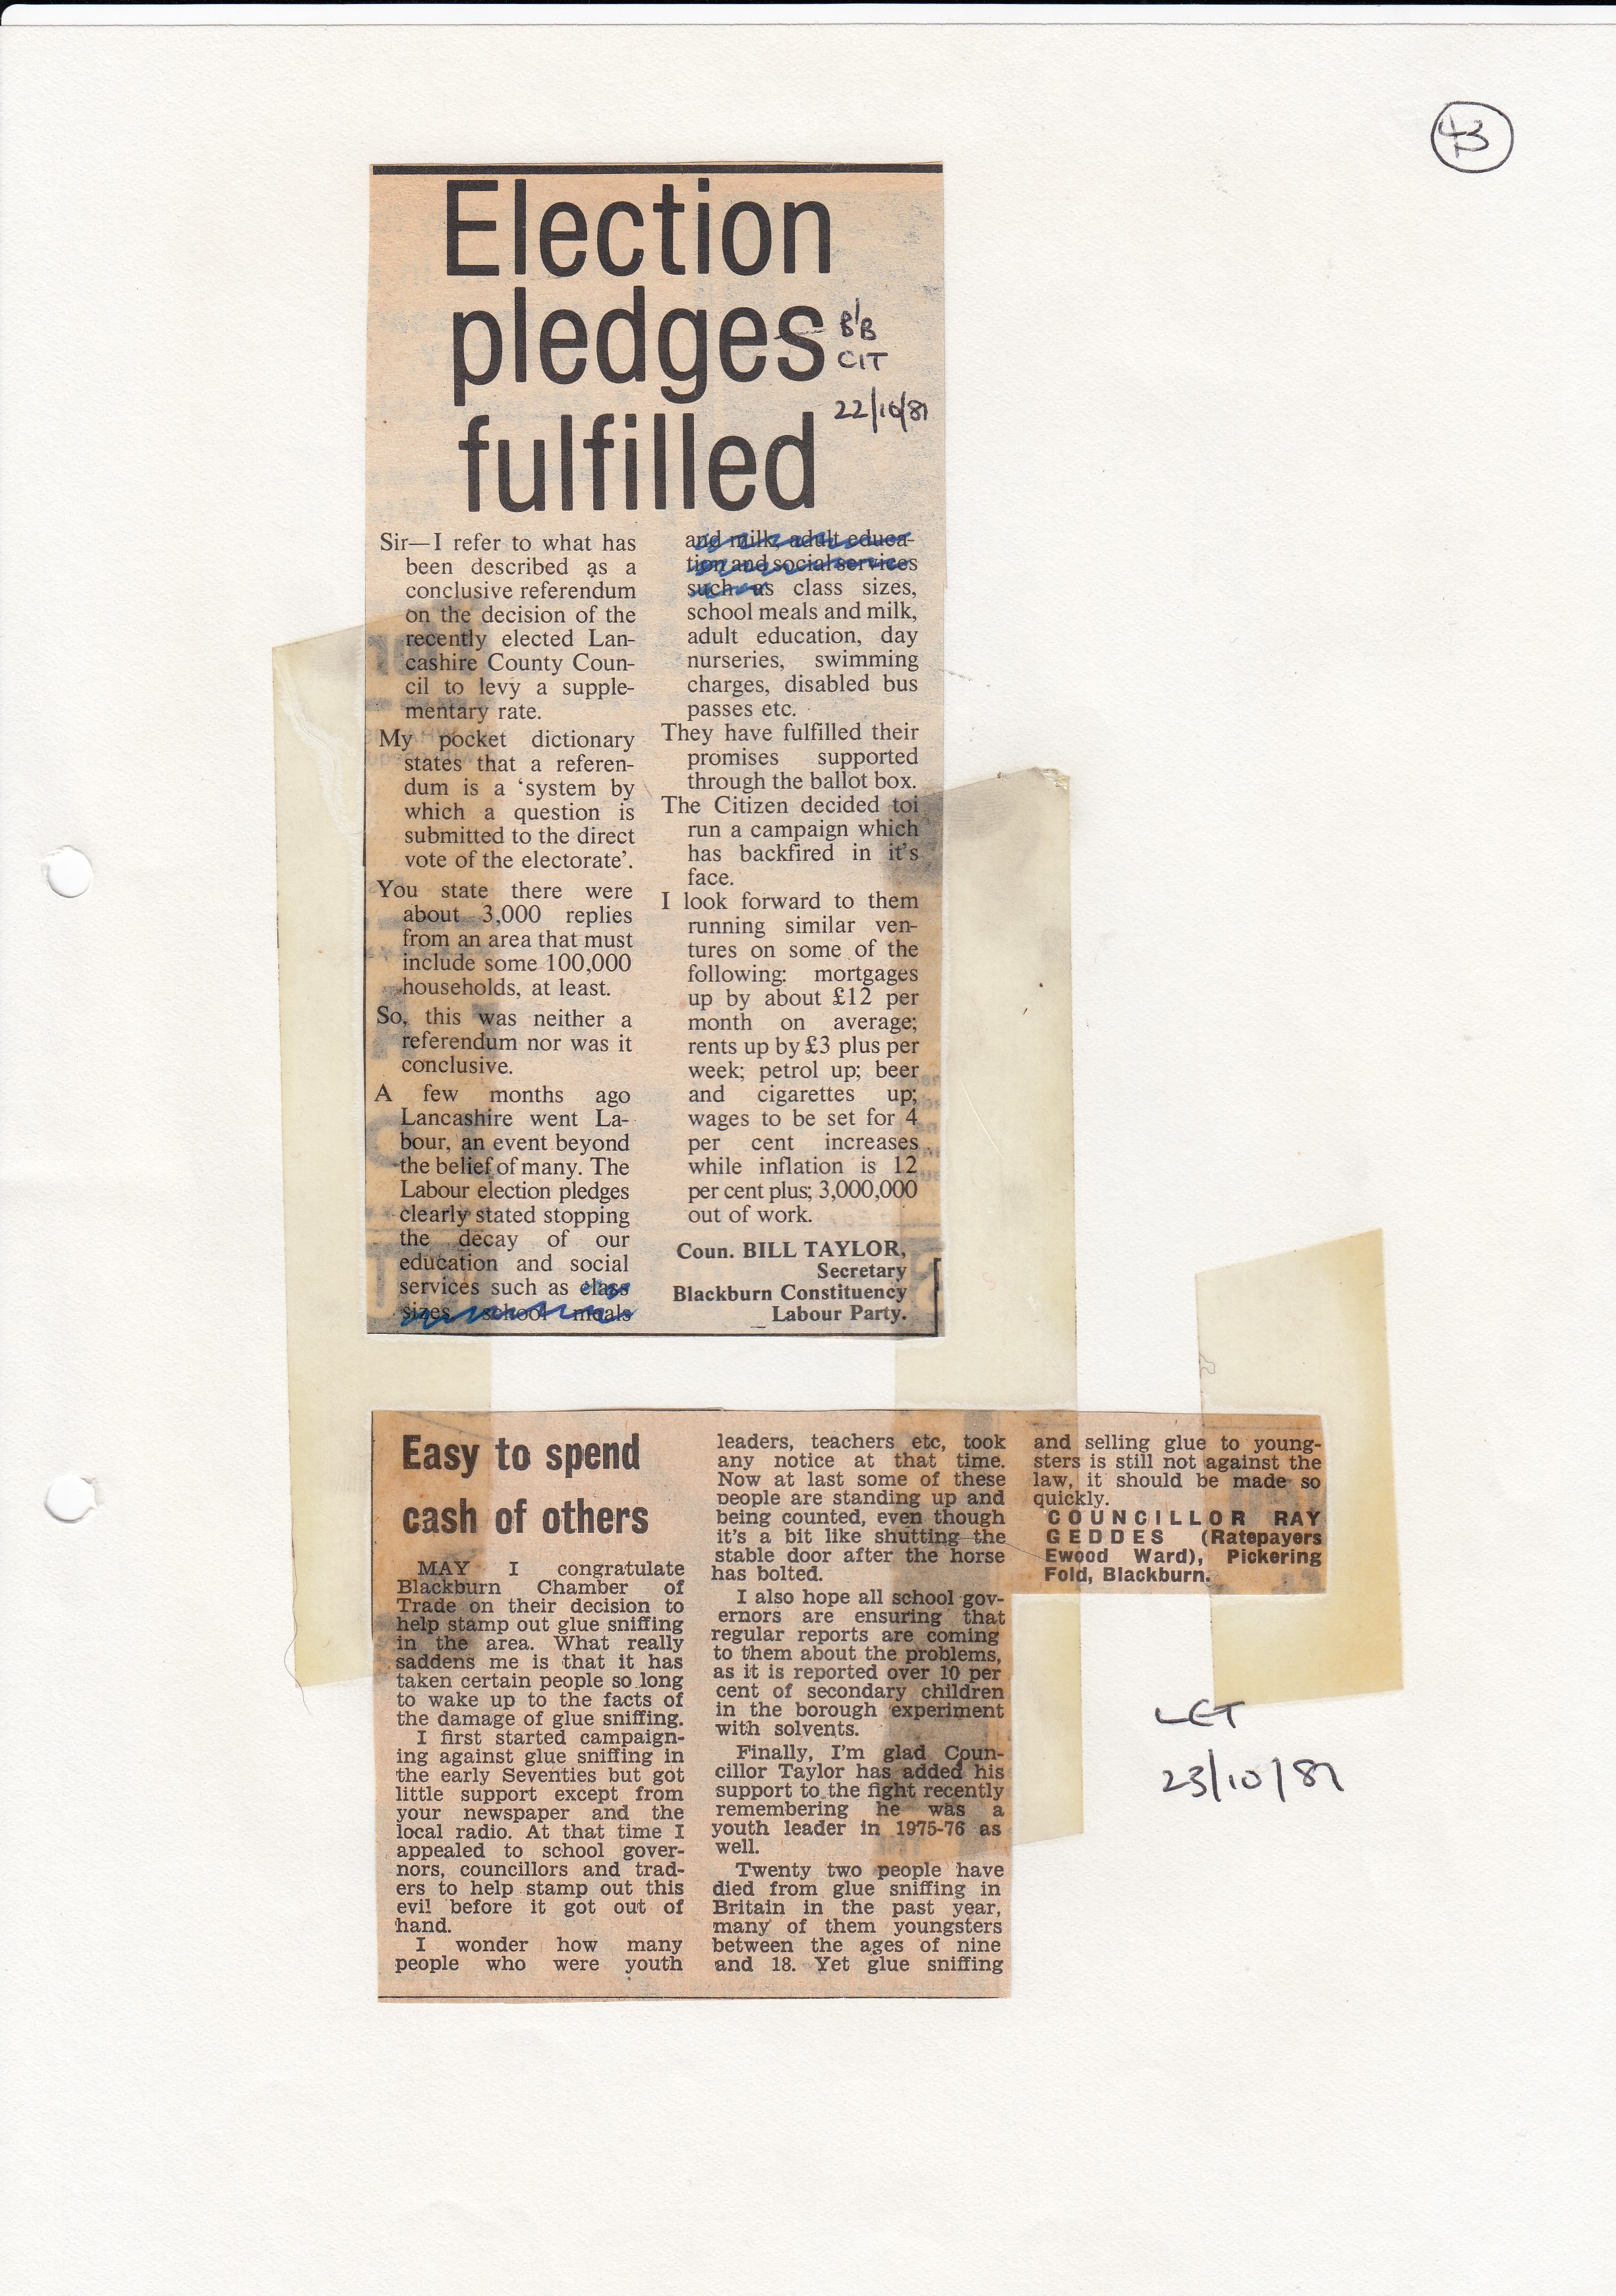 43
Election
pledges
fulfilled
B'B
CIT
22/10/81
Sir—I refer to what has
been described as a
conclusive referendum
on the decision of the
recently elected Lan-
cashire County Coun-
cil to levy a supple-
mentary rate.
My pocket dictionary
states that a referen-
dum is a ‘system by
which a question is
submitted to the direct
vote of the electorate’.
You state there were
about 3,000 replies
from an area that must
include some 100,000
households, at least.
So, this was neither a
referendum nor was it
conclusive.
A few months ago
Lancashire went La-
bour, an event beyond
the belief of many. The
Labour election pledges
clearly stated stopping
the decay of our
education and social
services such as class
sizes school meals
and milk, adult educa-
tion and social services
such as class sizes,
school meals and milk,
adult education, day
nurseries, swimming
charges, disabled bus
passes etc.
They have fulfilled their
promises supported
through the ballot box.
The Citizen decided toi
run a campaign which
has backfired in it's
face.
I look forward to them
running similar ven-
tures on some of the
following: mortgages
up by about £12 per
month on average;
rents up by £3 plus per
week; petrol up; beer
and cigarettes up;
wages to be set for 4
per cent increases
while inflation is 12
per cent plus; 3,000,000
out of work.
Coun. BILL TAYLOR,
Secretary
Blackburn Constituency
Labour Party.
Easy to spend
cash of others
MAY I congratulate
Blackburn Chamber of
Trade on their decision to
help stamp out glue sniffing
in the area. What really
saddens me is that it has
taken certain people so long
to wake up to the facts of
the damage of glue sniffing.
I first started campaign-
ing against glue sniffing in
the early Seventies but got
little support except from
your newspaper and the
local radio. At that time I
appealed to school gover-
nors, councillors and trad-
ers to help stamp out this
evil before it got out of
hand.
I wonder how many
people who were youth
leaders, teachers etc, took
any notice at that time.
Now at last some of these
people are standing up and
being counted, even though
it's a bit like shutting the
stable door after the horse
has bolted.
I also hope all school gov-
ernors are ensuring that
regular reports are coming
to them about the problems,
as it is reported over 10 per
cent of secondary children
in the borough experiment
with solvents.
Finally, I'm glad Coun-
cillor Taylor has added his
support to the fight recently
remembering he was a
youth leader in 1975-76 as
well.
Twenty two people have
died from glue sniffing in
Britain in the past year,
many of them youngsters
between the ages of nine
and 18. Yet glue sniffing
and selling glue to young-
sters is still not against the
law, it should be made so
quickly.
COUNCILLOR RAY
GEDDES (Ratepayers
Ewood Ward), Pickering
Fold, Blackburn.
LET
23/10/81